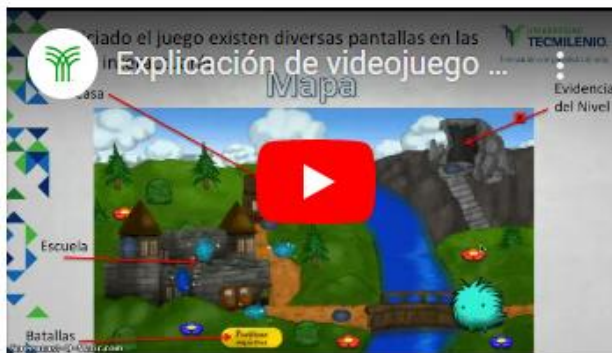 ciado el juego existen diversas pantallas en las
Explicación de videojuego ...
UNIVERSIDAD
TECMILENIO
Casa
Mapa
Evidencia
del Nivel
Escuela
Batallas